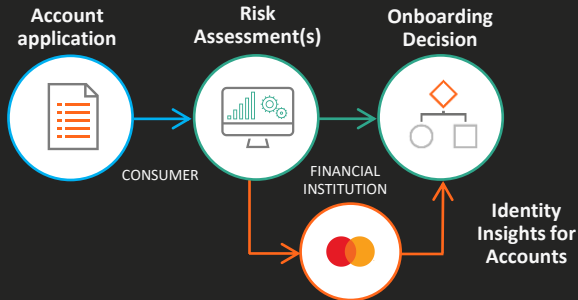 Account
application
Risk
Assessment(s)
Onboarding
Decision
CONSUMER
FINANCIAL
INSTITUTION
Identity
Insights for
Accounts